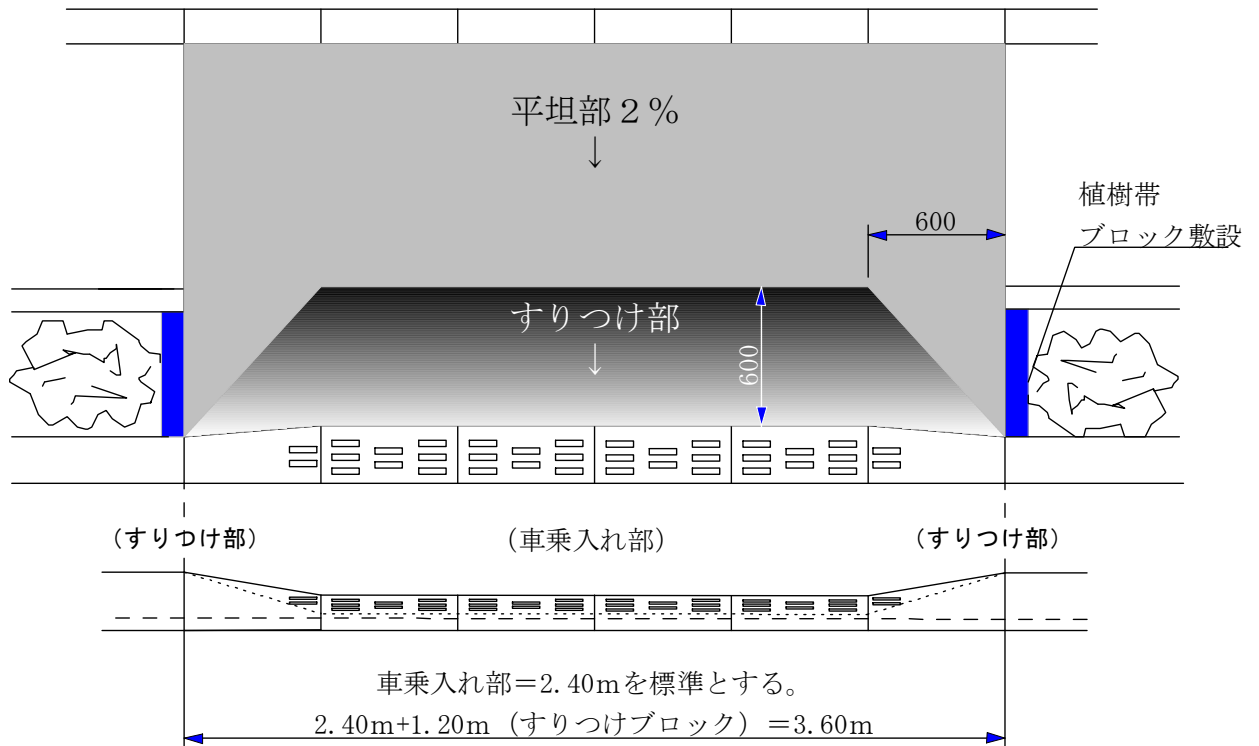 平坦部２％
↓
600
植樹帯
ブロック敷設
すりつけ部
↓
600
(すりつけ部)
(車乗入れ部)
(すりつけ部)
車乗入れ部＝2.40mを標準とする。
2.40m+1.20m（すりつけブロック）＝3.60m